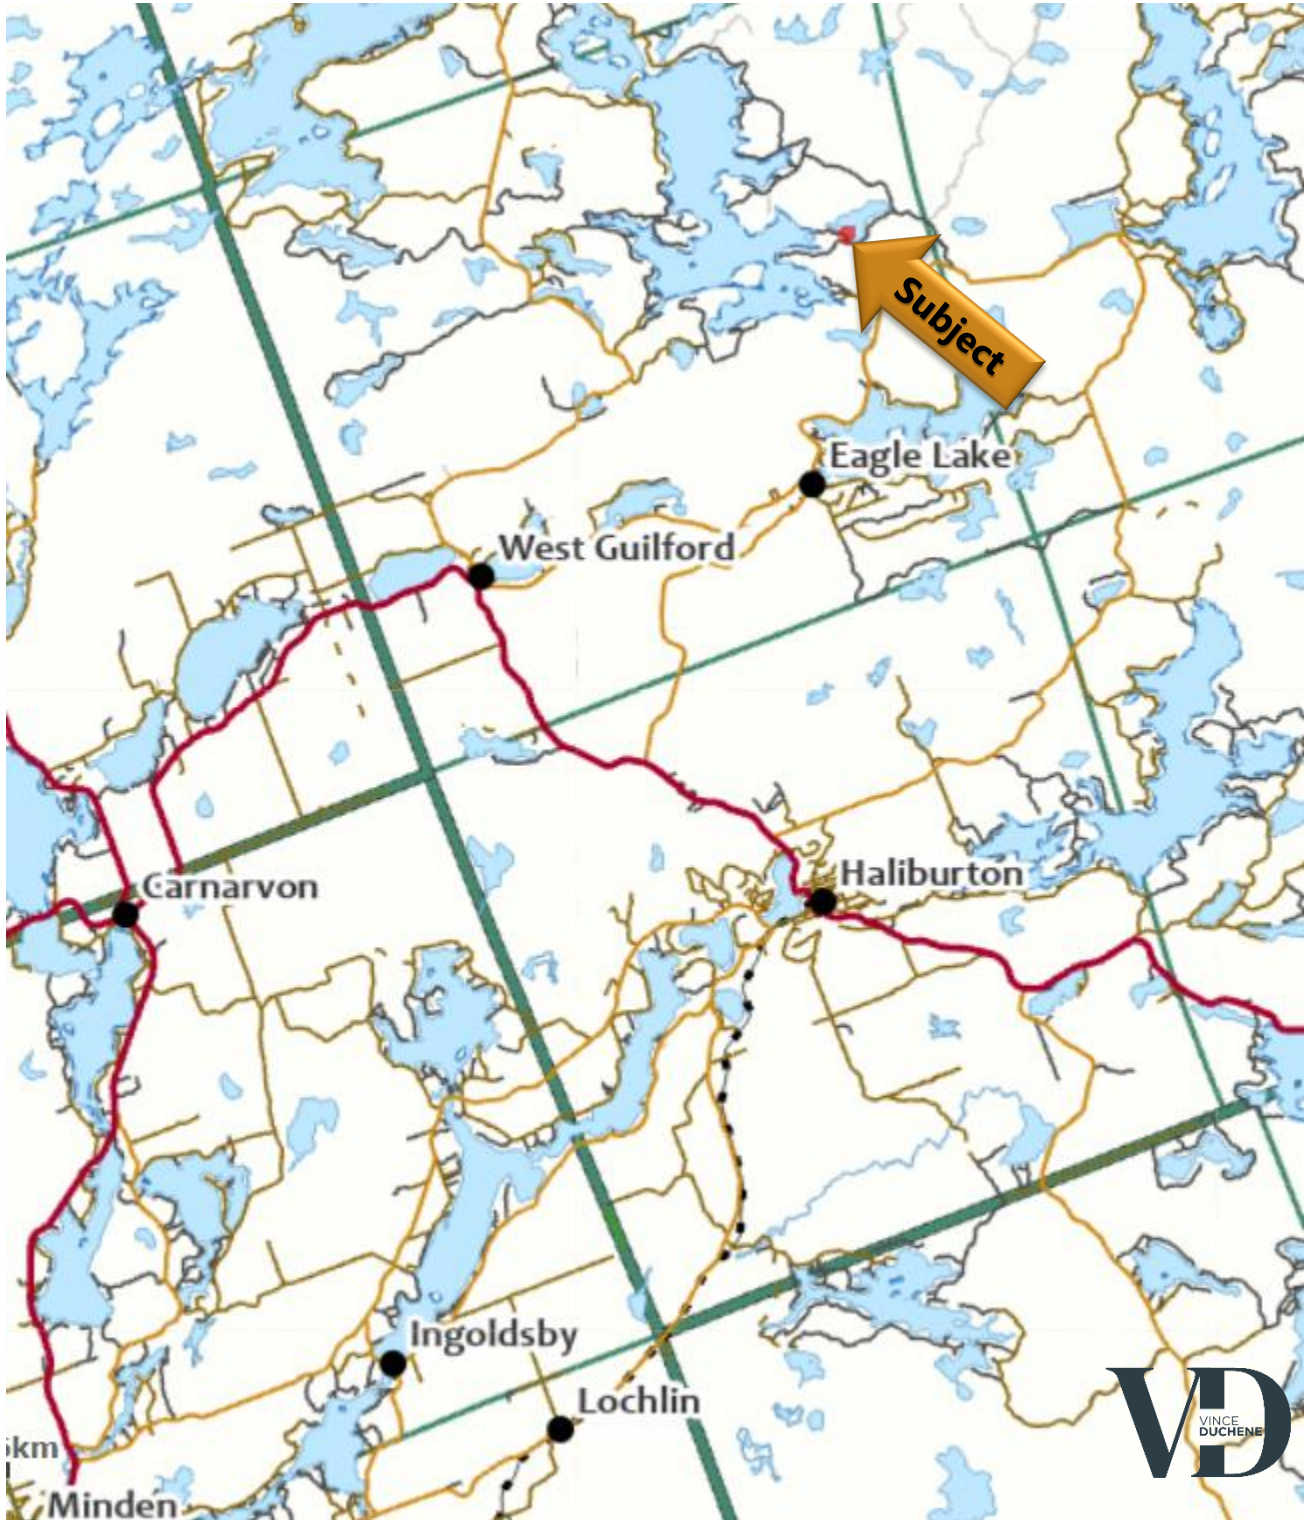 Subject
Eagle Lake
West Guilford
Haliburton
Carnarvon
Ingoldsby
Lochlin
km
Minden
VD
VINCE
DUCHENE